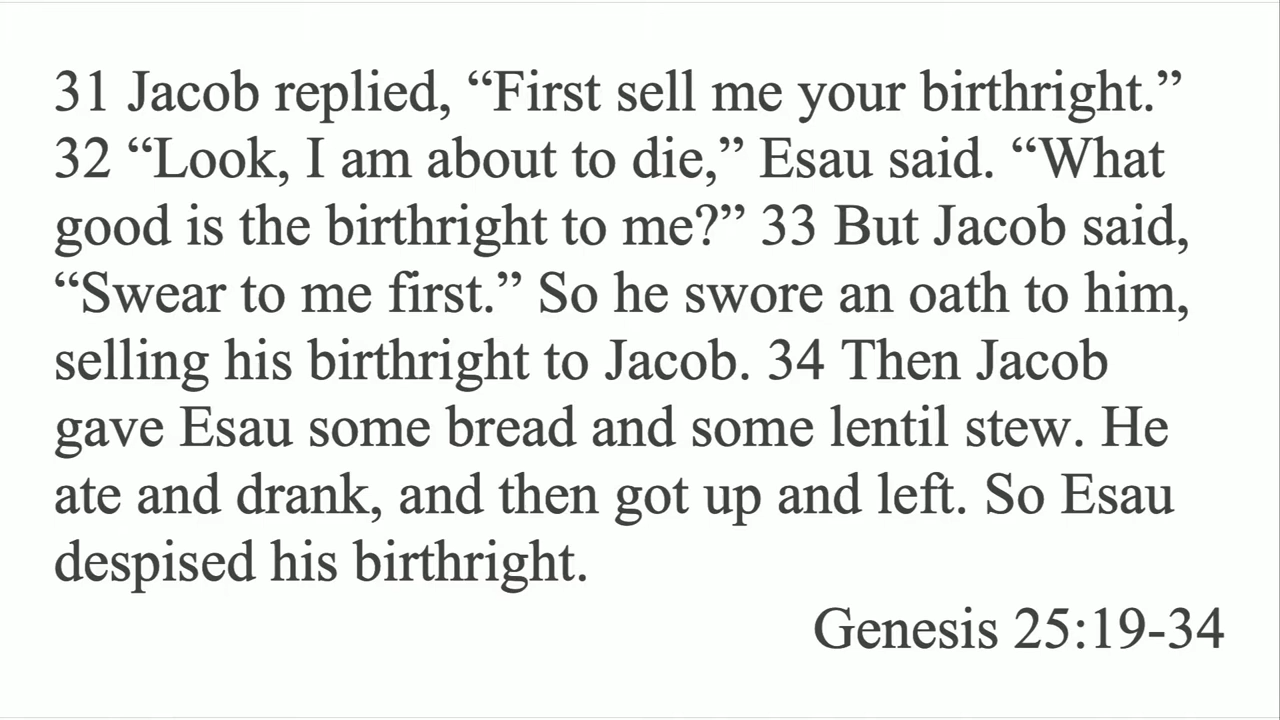 31 Jacob replied, “First sell me your birthright.”
32 “Look, I am about to die,” Esau said. “What
good is the birthright to me?” 33 But Jacob said,
“Swear to me first.” So he swore an oath to him,
selling his birthright to Jacob. 34 Then Jacob
gave Esau some bread and some lentil stew. He
ate and drank, and then got up and left. So Esau
despised his birthright.
Genesis 25:19-34